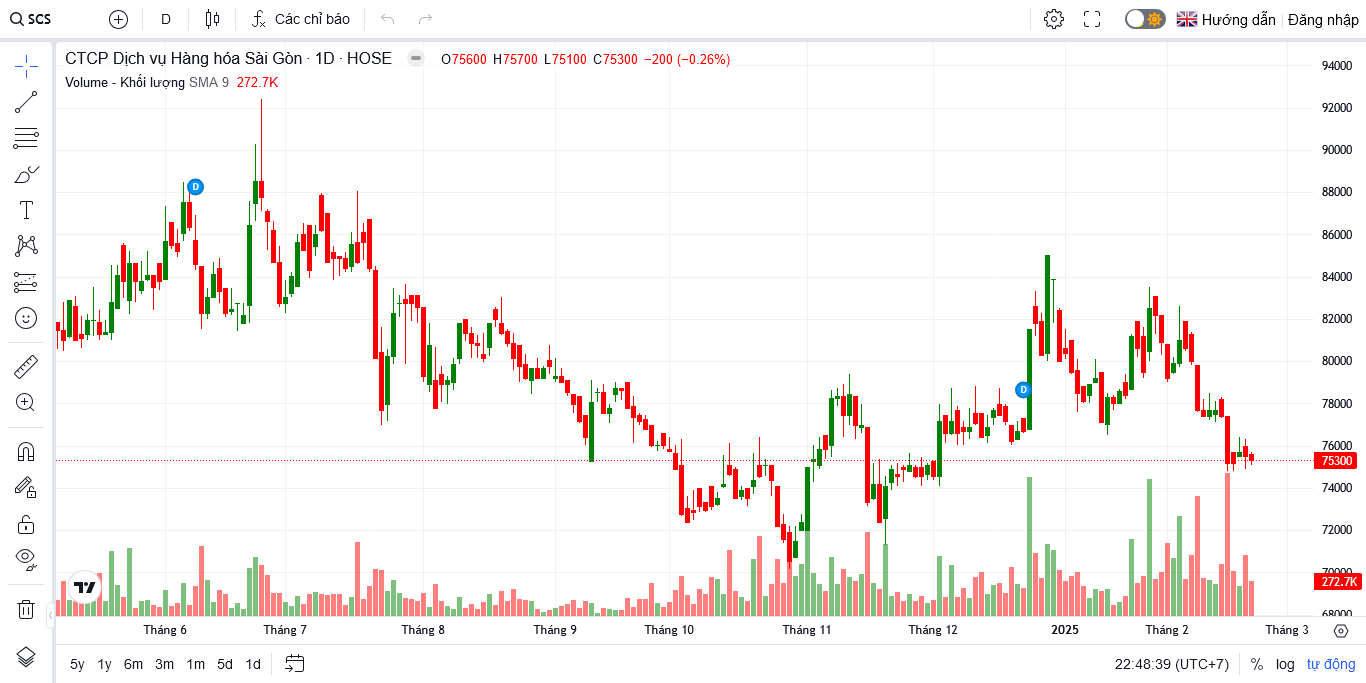 SCS D Các chỉ báo Hướng dẫn Đăng nhập
CTCP Dịch vụ Hàng hóa Sài Gòn · 1D · HOSE O75600 H75700 L75100 C75300 −200 (−0.26%)
Volume - Khối lượng SMA 9 272.7K
D
D
94000
92000
90000
88000
86000
84000
82000
80000
78000
76000
75300
74000
72000
70000
272.7K
68000
Tháng 6 Tháng 7 Tháng 8 Tháng 9 Tháng 10 Tháng 11 Tháng 12 2025 Tháng 2 Tháng 3
5y 1y 6m 3m 1m 5d 1d 22:48:39 (UTC+7) % log tự động